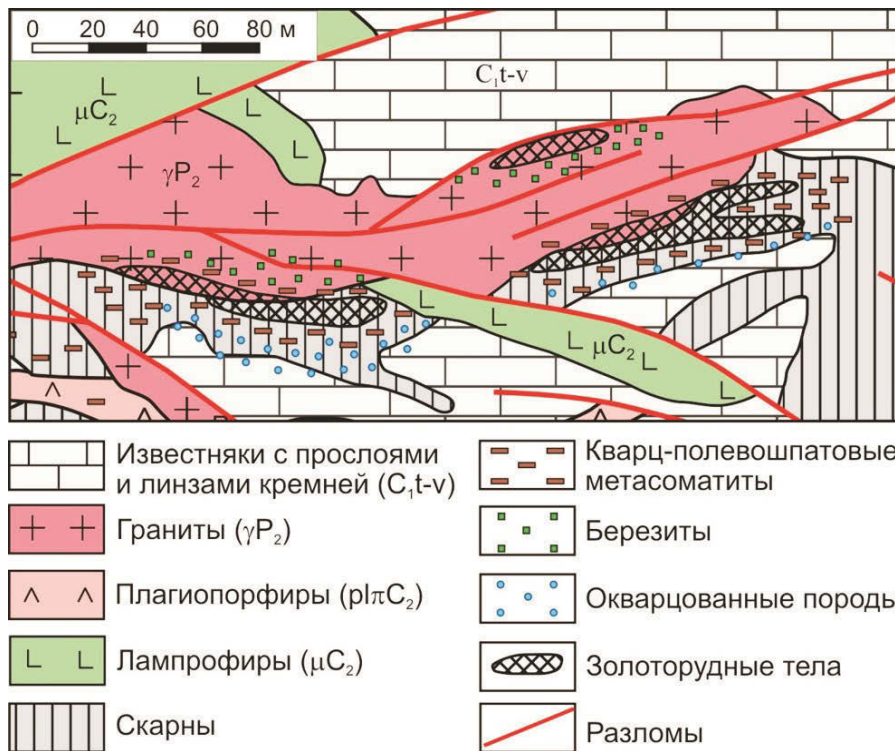 0 20 40 60 80 м
C₁t-v
μC₂
γP₂
μC₂
Известняки с прослоями
и линзами кремней (C₁t-v)
Граниты (γP₂)
Плагиопорфиры (plπC₂)
Лампрофиры (μC₂)
Скарны
Кварц-полевошпатовые
метасоматиты
Березиты
Окварцованные породы
Золоторудные тела
Разломы